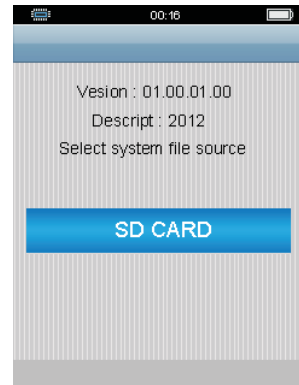 00:16
Vesion : 01.00.01.00
Descript : 2012
Select system file source
SD CARD